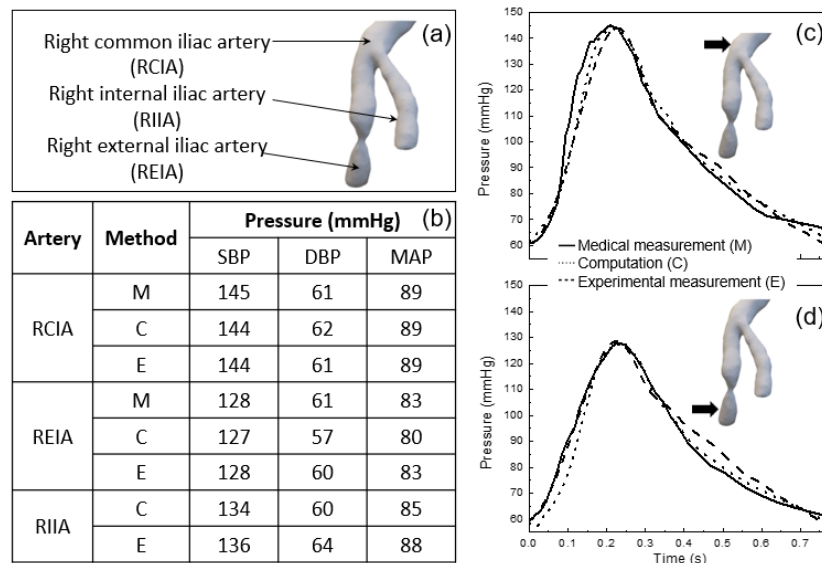 (a)
Right common iliac artery
(RCIA)
Right internal iliac artery
(RIIA)
Right external iliac artery
(REIA)
(b)
Artery Method Pressure (mmHg)
SBP DBP MAP
RCIA
M 145 61 89
C 144 62 89
E 144 61 89
REIA
M 128 61 83
C 127 57 80
E 128 60 83
RIIA
C 134 60 85
E 136 64 88
(c)
Pressure (mmHg)
150
140
130
120
110
100
90
80
70
60
Medical measurement (M)
Computation (C)
Experimental measurement (E)
(d)
Pressure (mmHg)
150
140
130
120
110
100
90
80
70
60
0.0 0.1 0.2 0.3 0.4 0.5 0.6 0.7
Time (s)